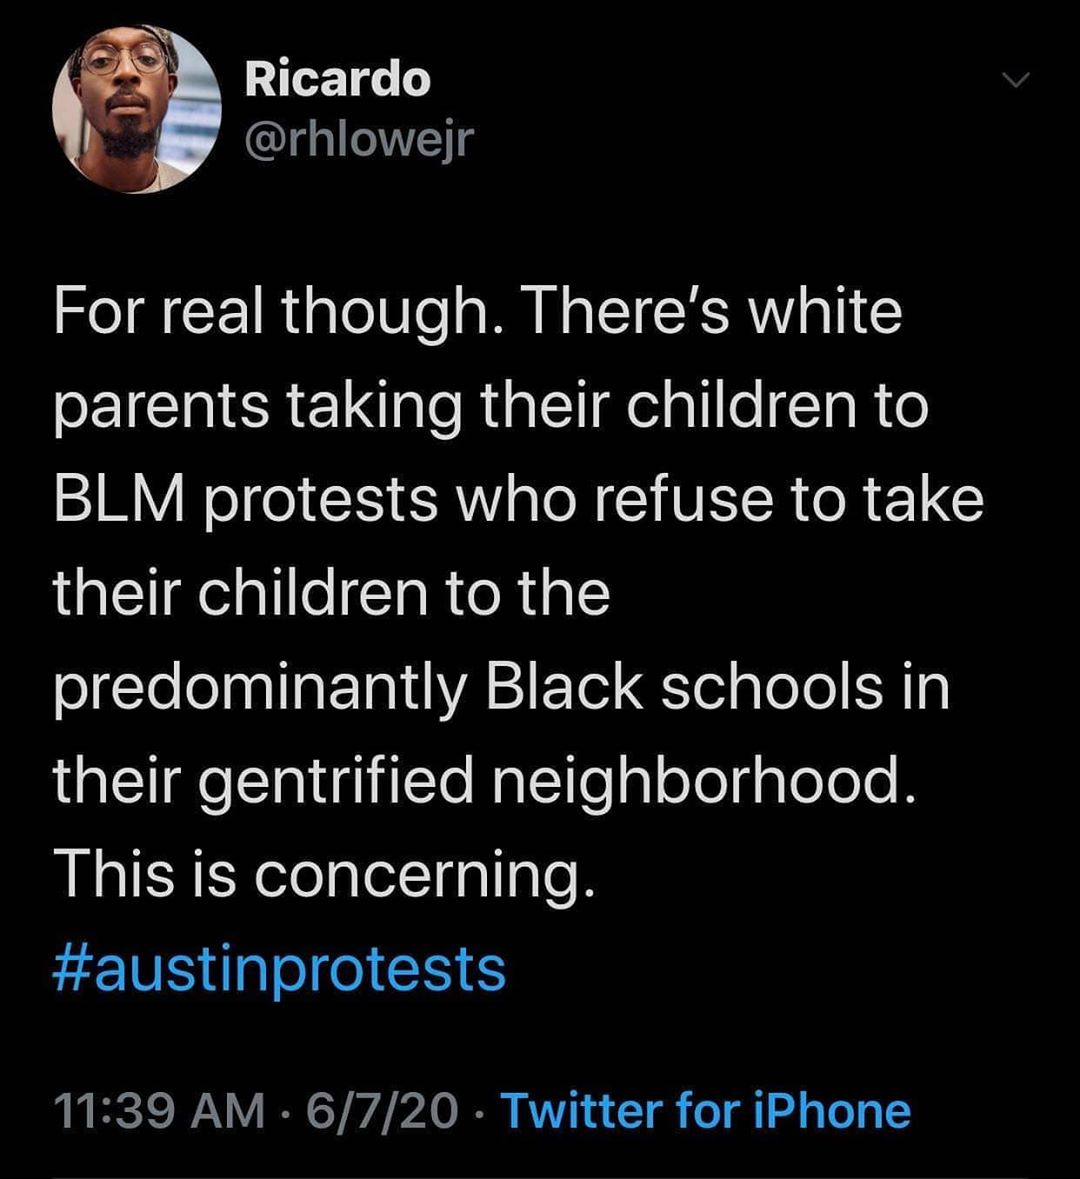 Ricardo
@rhlowejr
For real though. There's white
parents taking their children to
BLM protests who refuse to take
their children to the
predominantly Black schools in
their gentrified neighborhood.
This is concerning.
#austinprotests
11:39 AM · 6/7/20 · Twitter for iPhone